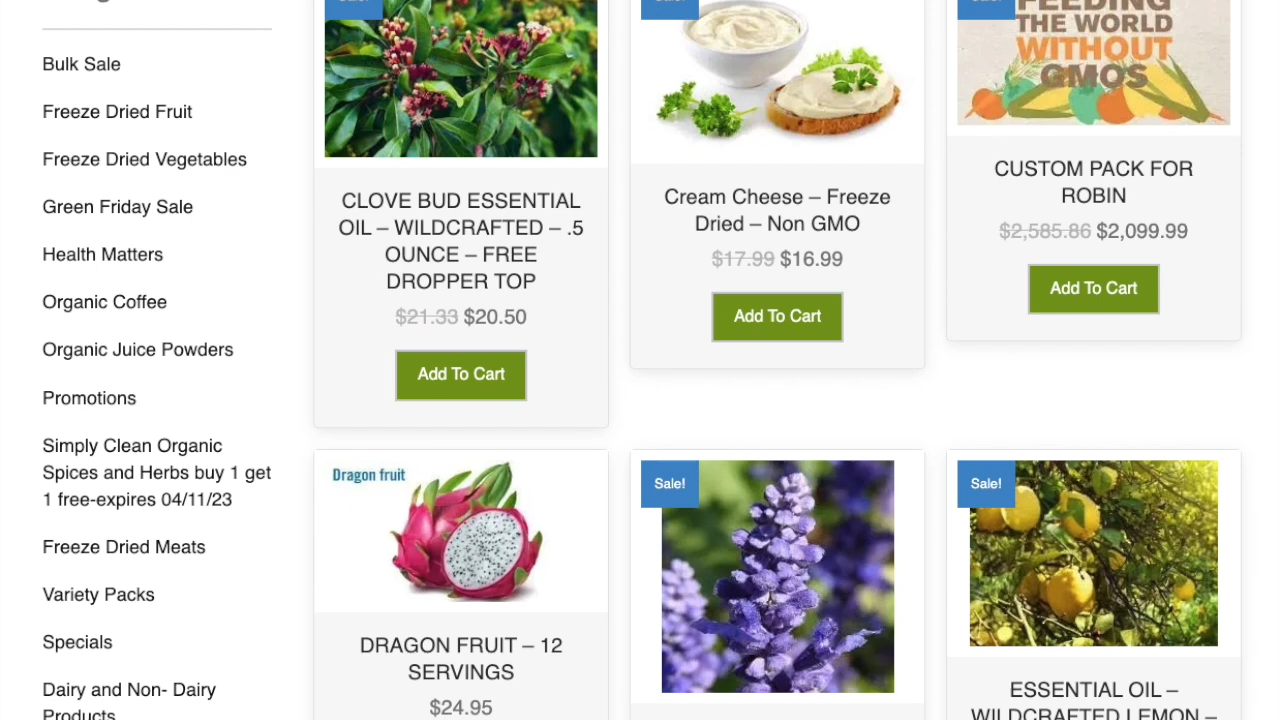 Bulk Sale
Freeze Dried Fruit
Freeze Dried Vegetables
Green Friday Sale
Health Matters
Organic Coffee
Organic Juice Powders
Promotions
Simply Clean Organic
Spices and Herbs buy 1 get
1 free-expires 04/11/23
Freeze Dried Meats
Variety Packs
Specials
Dairy and Non- Dairy
Products
CLOVE BUD ESSENTIAL
OIL – WILDCRAFTED – .5
OUNCE – FREE
DROPPER TOP
$21.33 $20.50
Add To Cart
Cream Cheese – Freeze
Dried – Non GMO
$17.99 $16.99
Add To Cart
FEEDING
THE WORLD
WITHOUT
GMOS
CUSTOM PACK FOR
ROBIN
$2,585.86 $2,099.99
Add To Cart
Dragon fruit
DRAGON FRUIT – 12
SERVINGS
$24.95
Sale!
Sale!
ESSENTIAL OIL –
WILDCRAFTED LEMON –